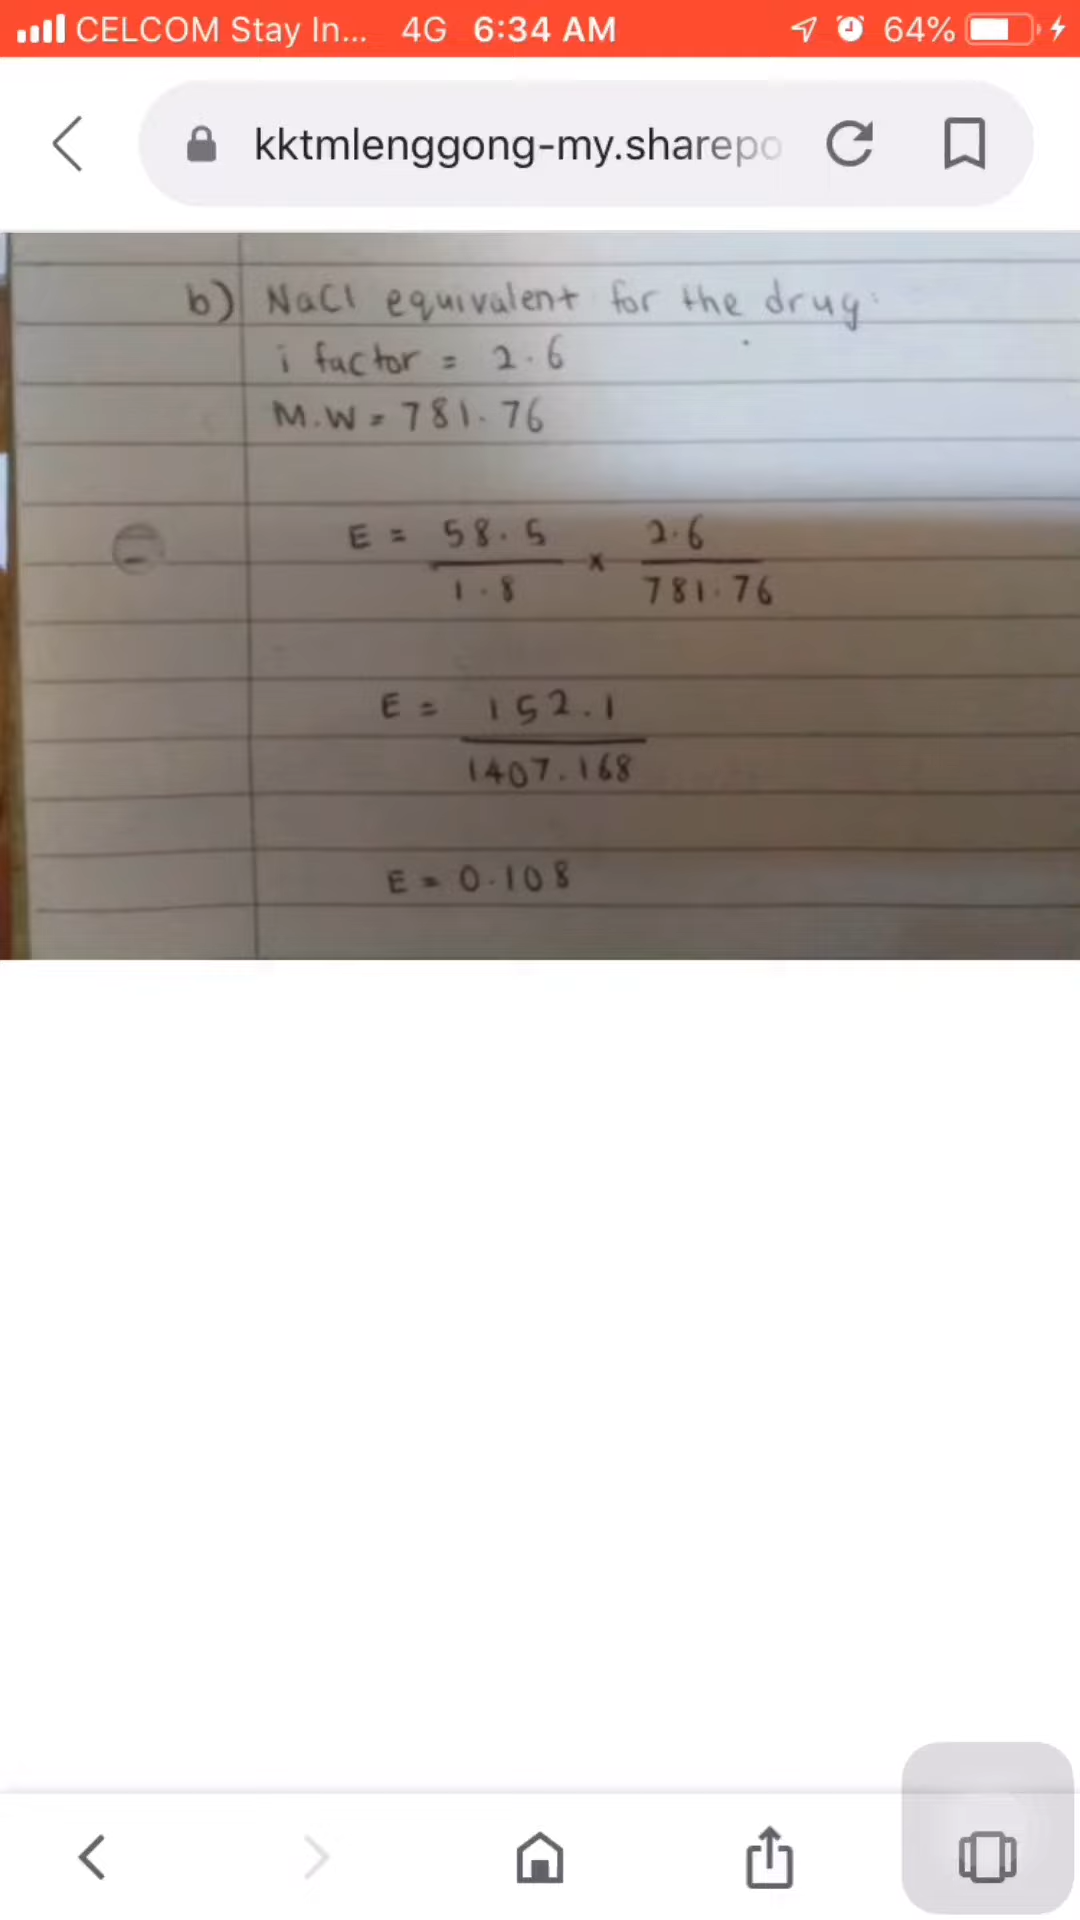 CELCOM Stay In... 4G 6:34 AM 64%
kktmlenggong-my.sharepo
b) NaCl equivalent for the drug:
i factor = 2.6
M.W = 781.76
E = 58.5 / 1.8 x 2.6 / 781.76
E = 152.1 / 1407.168
E = 0.108